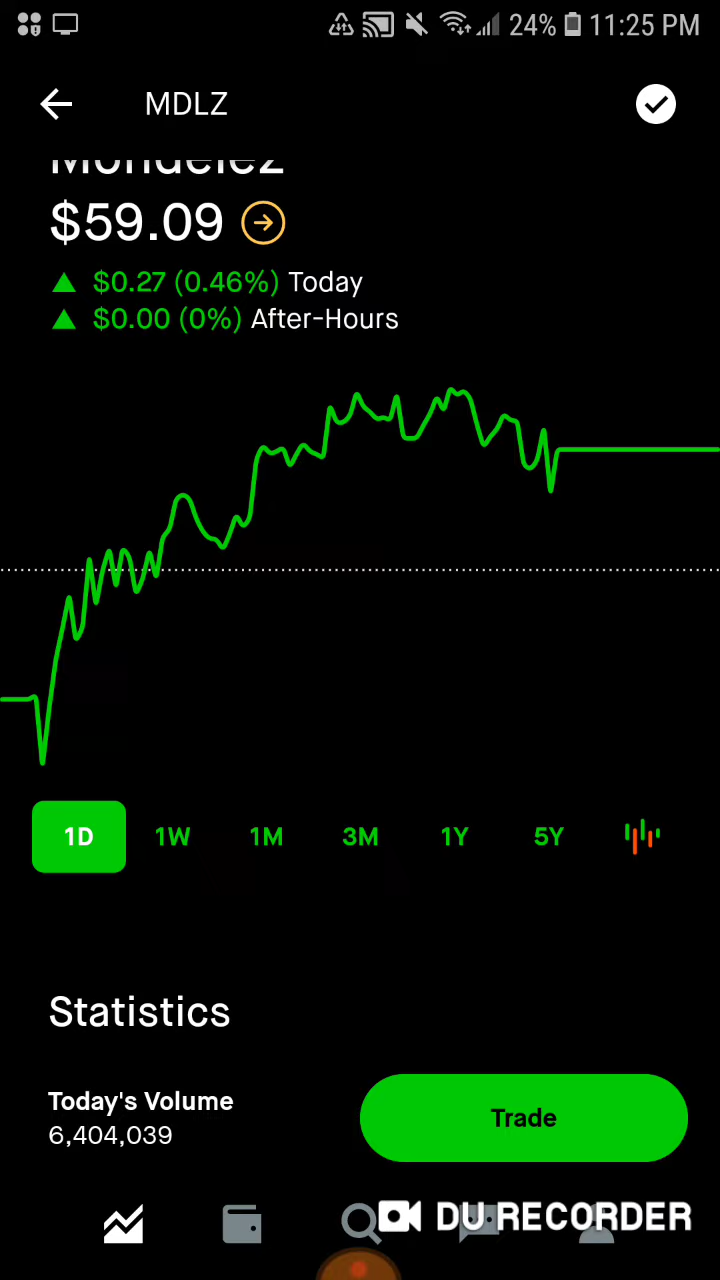 24% 11:25 PM
MDLZ
Mondelez
$59.09
$0.27 (0.46%) Today
$0.00 (0%) After-Hours
1D 1W 1M 3M 1Y 5Y
Statistics
Today's Volume
6,404,039
Trade
DU RECORDER